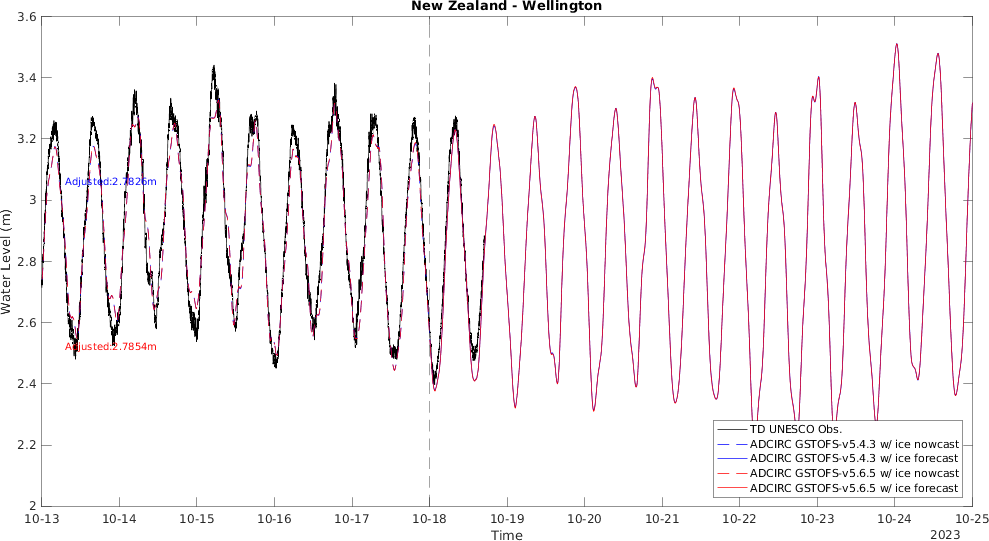 New Zealand - Wellington
3.6
3.4
3.2
3
2.8
2.6
2.4
2.2
2
Water Level (m)
Adjusted:2.7826m
Adjusted:2.7854m
TD UNESCO Obs.
ADCIRC GSTOFS-v5.4.3 w/ ice nowcast
ADCIRC GSTOFS-v5.4.3 w/ ice forecast
ADCIRC GSTOFS-v5.6.5 w/ ice nowcast
ADCIRC GSTOFS-v5.6.5 w/ ice forecast
10-13 10-14 10-15 10-16 10-17 10-18 10-19 10-20 10-21 10-22 10-23 10-24 10-25
Time
2023